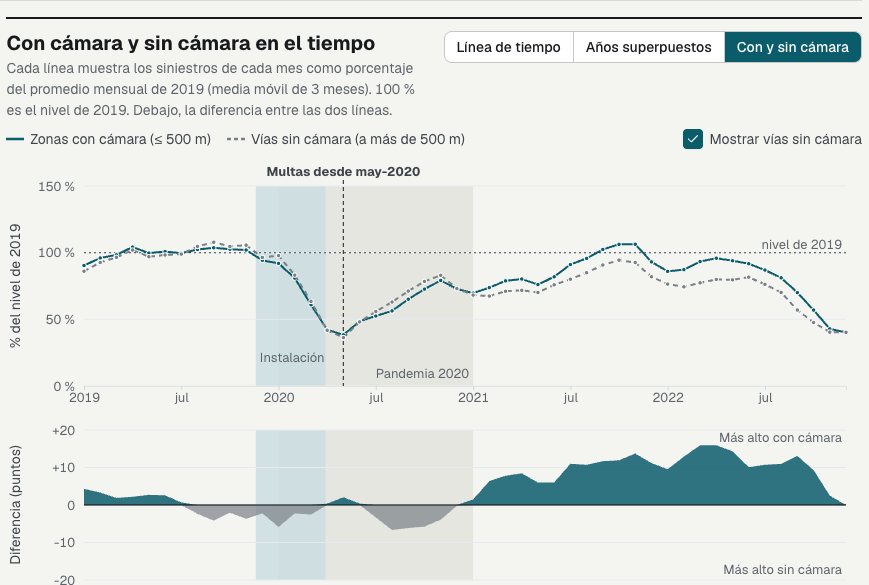 Con cámara y sin cámara en el tiempo
Línea de tiempo
Años superpuestos
Con y sin cámara
Cada línea muestra los siniestros de cada mes como porcentaje
del promedio mensual de 2019 (media móvil de 3 meses). 100 %
es el nivel de 2019. Debajo, la diferencia entre las dos líneas.
Zonas con cámara (≤ 500 m)
Vías sin cámara (a más de 500 m)
Mostrar vías sin cámara
Multas desde may-2020
% del nivel de 2019
150 %
100 %
50 %
0 %
nivel de 2019
Instalación
Pandemia 2020
2019
jul
2020
jul
2021
jul
2022
jul
Diferencia (puntos)
+20
+10
0
-10
-20
Más alto con cámara
Más alto sin cámara